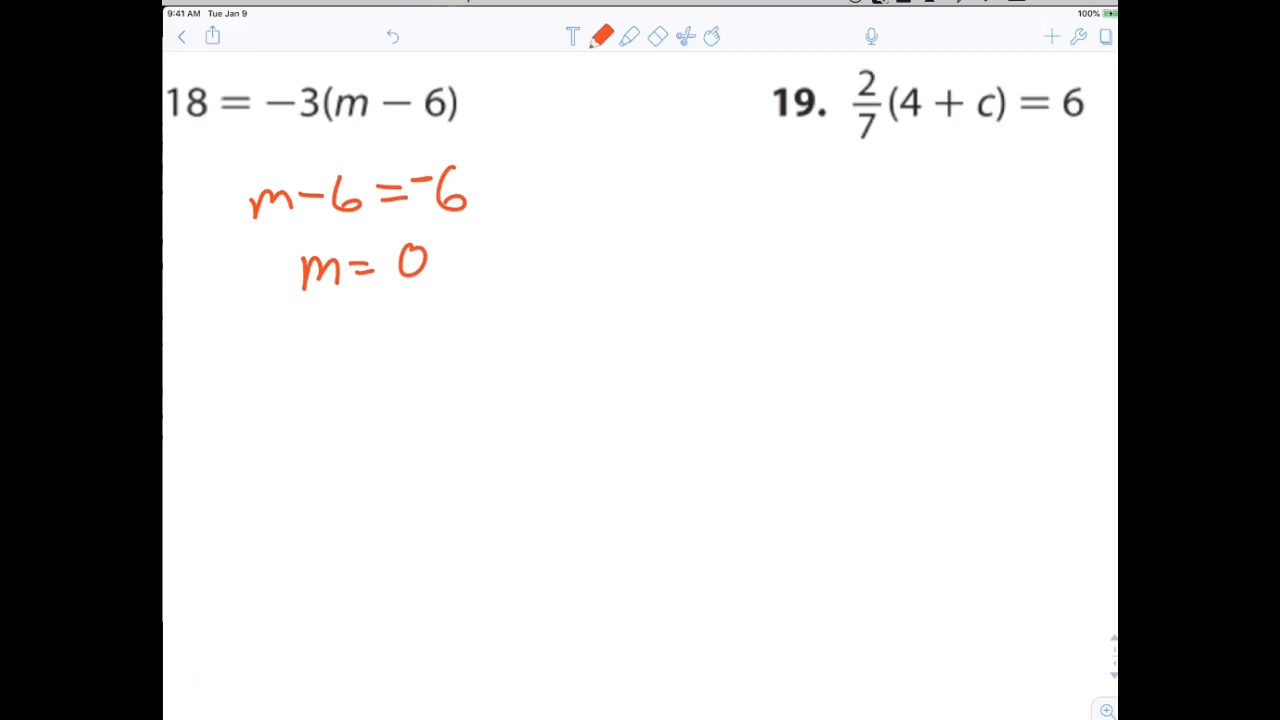 9:41 AM Tue Jan 9
100%
T
18 = −3(m − 6)
m − 6 = −6
m = 0
19. 2/7 (4 + c) = 6